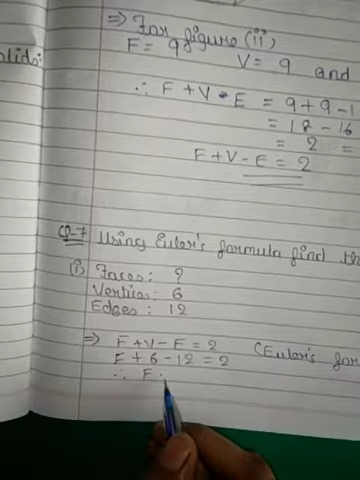 olids:
=> For figure (ii),
F = 9 V = 9 and
∴ F + V - E = 9 + 9 - 1
= 18 - 16
= 2 =
F + V - E = 2
Q-7 Using Euler's formula find th
(i) Faces: ?
Vertices: 6
Edges: 12
=> F + V - E = 2 (Euler's for
F + 6 - 12 = 2
∴ F